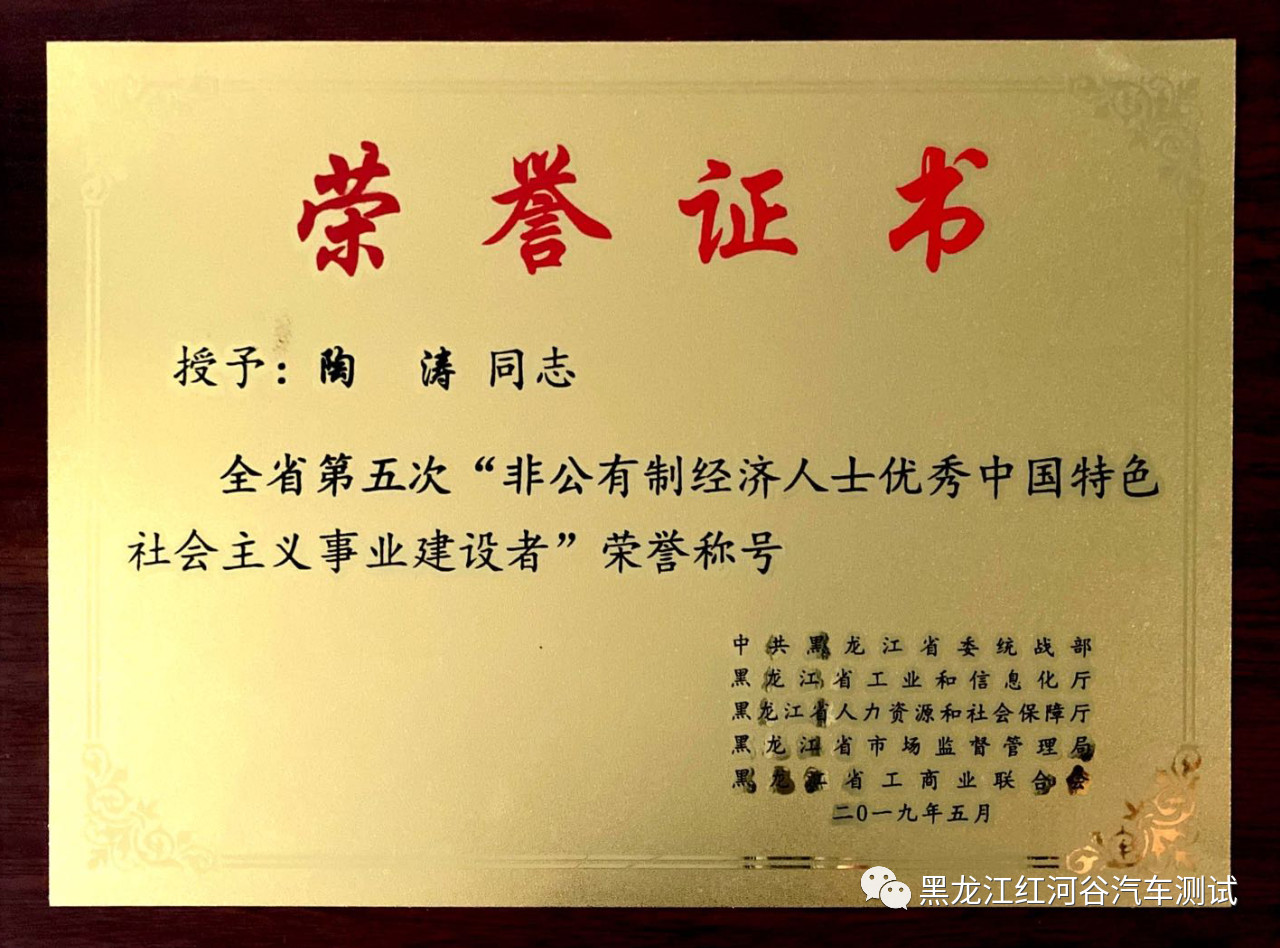 荣誉证书
授予：陶 涛 同志
全省第五次“非公有制经济人士优秀中国特色
社会主义事业建设者”荣誉称号
中共黑龙江省委统战部
黑龙江省工业和信息化厅
黑龙江省人力资源和社会保障厅
黑龙江省市场监督管理局
黑龙江省工商业联合会
二0一九年五月
黑龙江红河谷汽车测试